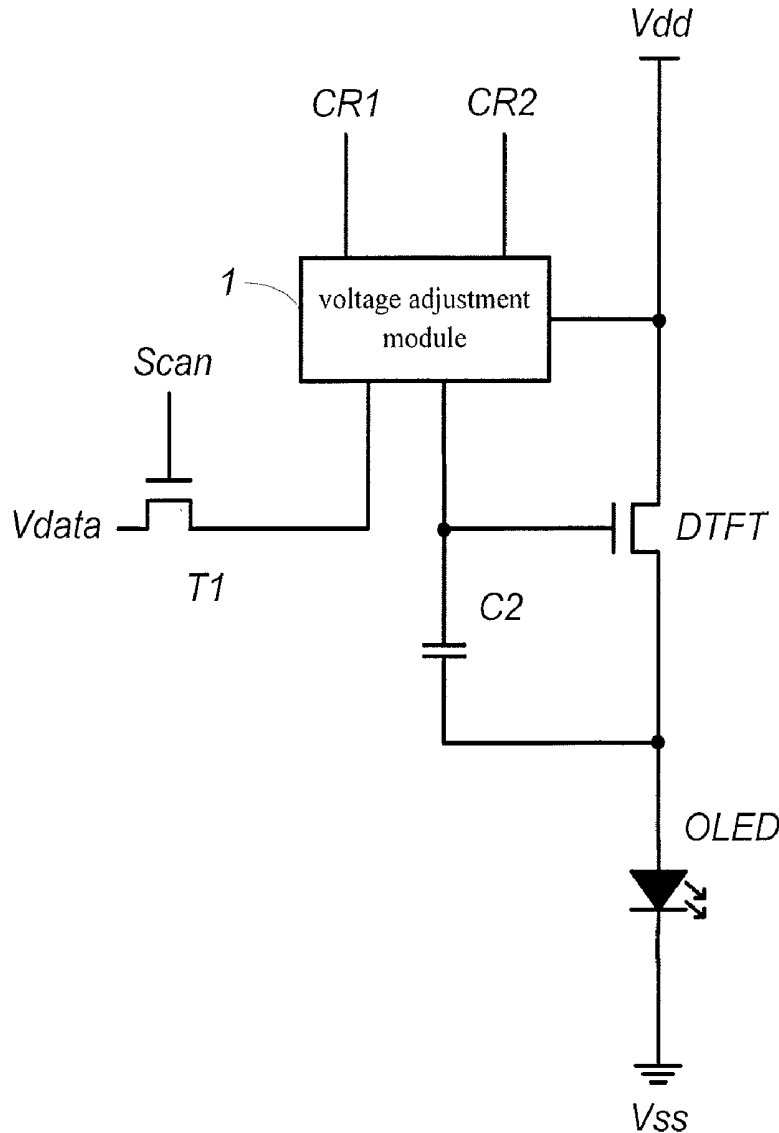 Vdd
CR1
CR2
1
voltage adjustment
module
Scan
Vdata
DTFT
T1
C2
OLED
Vss